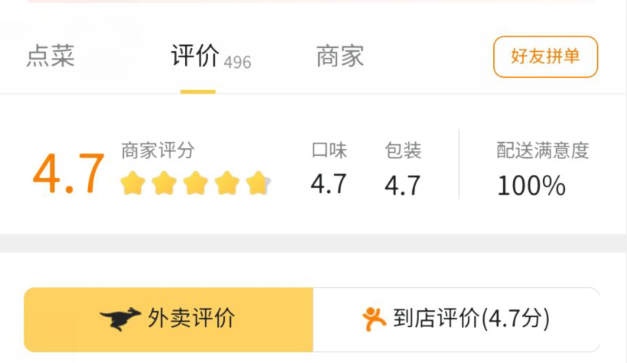 点菜 评价 496 商家 好友拼单
商家评分 口味 包装 配送满意度
4.7 4.7 4.7 100%
外卖评价 到店评价(4.7分)